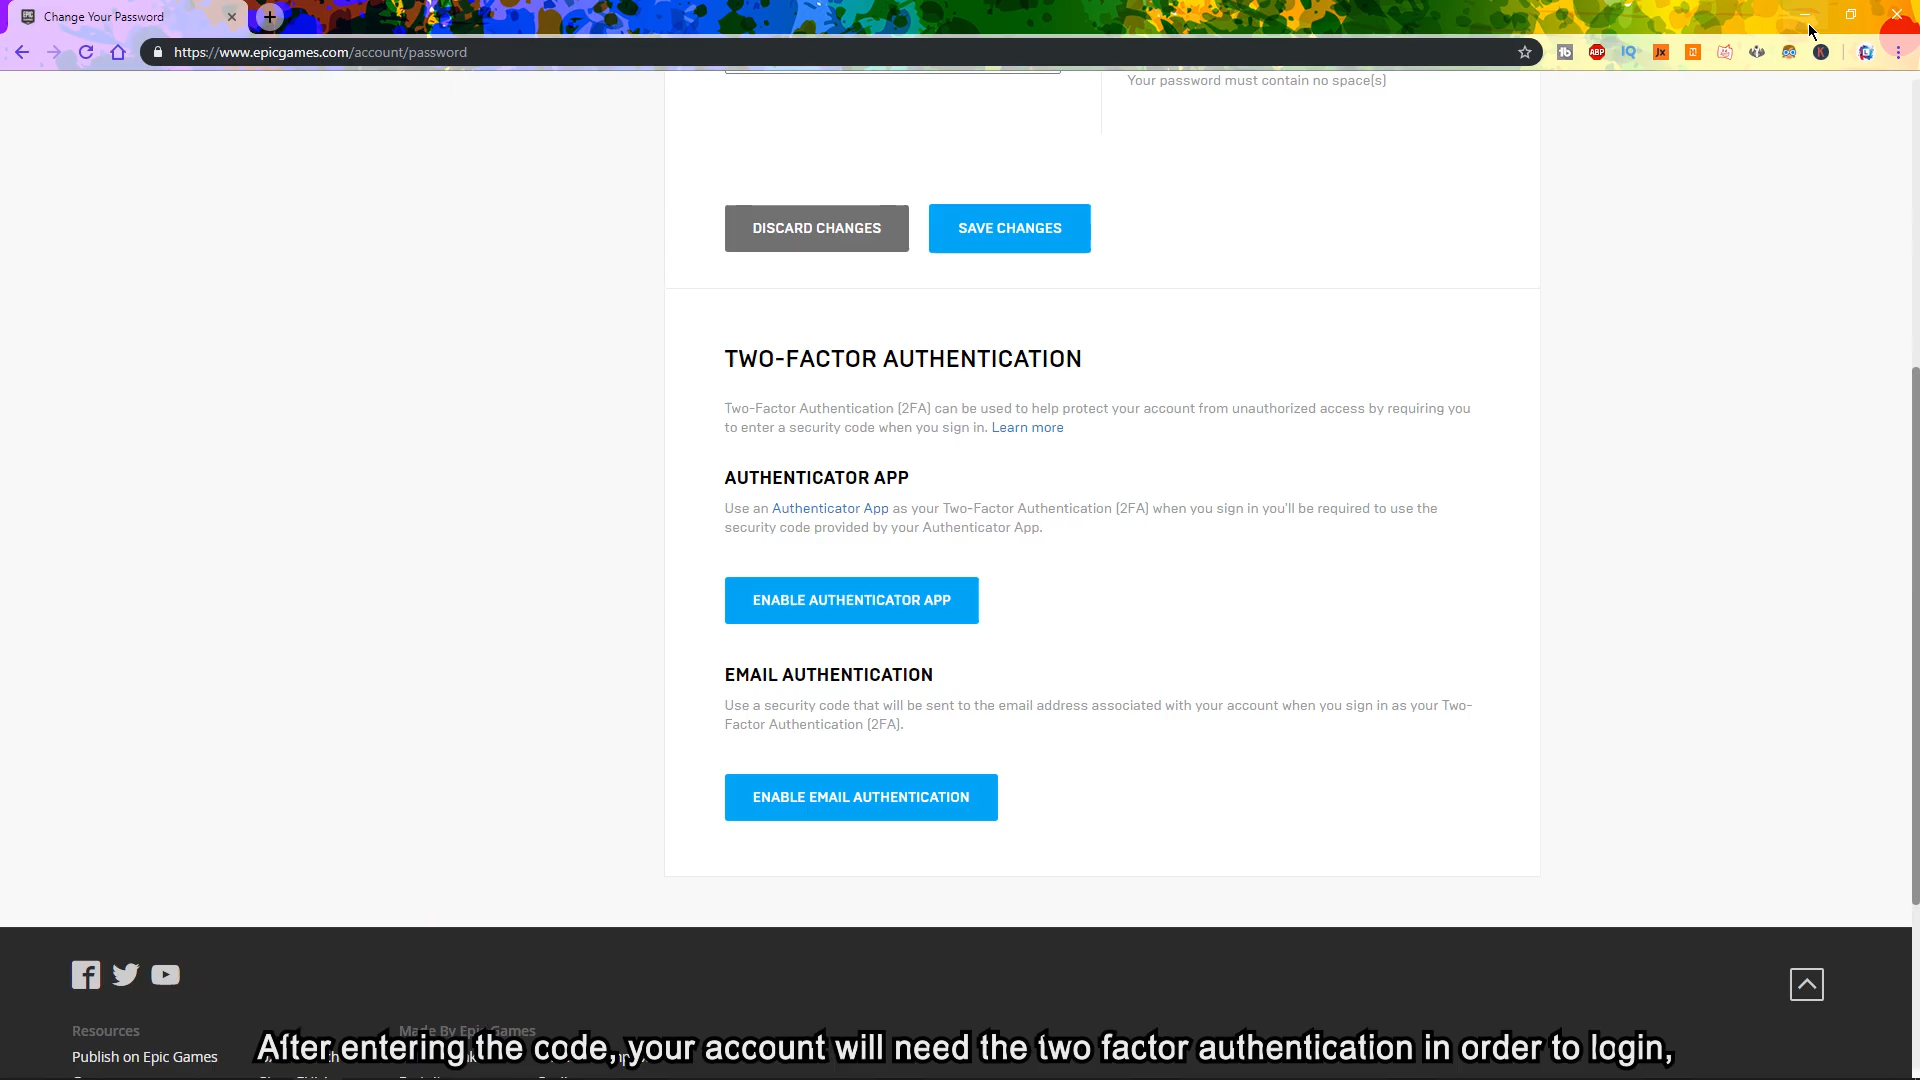 Change Your Password
https://www.epicgames.com/account/password
Your password must contain no space(s)
DISCARD CHANGES
SAVE CHANGES
TWO-FACTOR AUTHENTICATION
Two-Factor Authentication (2FA) can be used to help protect your account from unauthorized access by requiring you
to enter a security code when you sign in. Learn more
AUTHENTICATOR APP
Use an Authenticator App as your Two-Factor Authentication (2FA) when you sign in you'll be required to use the
security code provided by your Authenticator App.
ENABLE AUTHENTICATOR APP
EMAIL AUTHENTICATION
Use a security code that will be sent to the email address associated with your account when you sign in as your Two-
Factor Authentication (2FA).
ENABLE EMAIL AUTHENTICATION
Resources
Made By Epic Games
Publish on Epic Games
After entering the code, your account will need the two factor authentication in order to login,